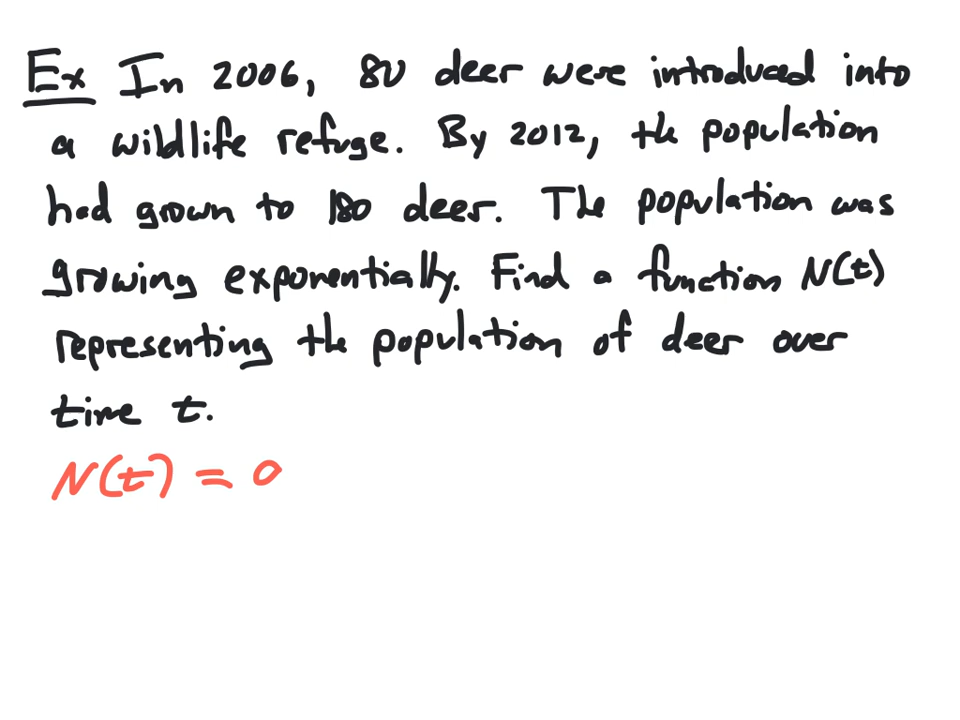 Ex In 2006, 80 deer were introduced into
a wildlife refuge. By 2012, the population
had grown to 180 deer. The population was
growing exponentially. Find a function N(t)
representing the population of deer over
time t.
N(t) = a